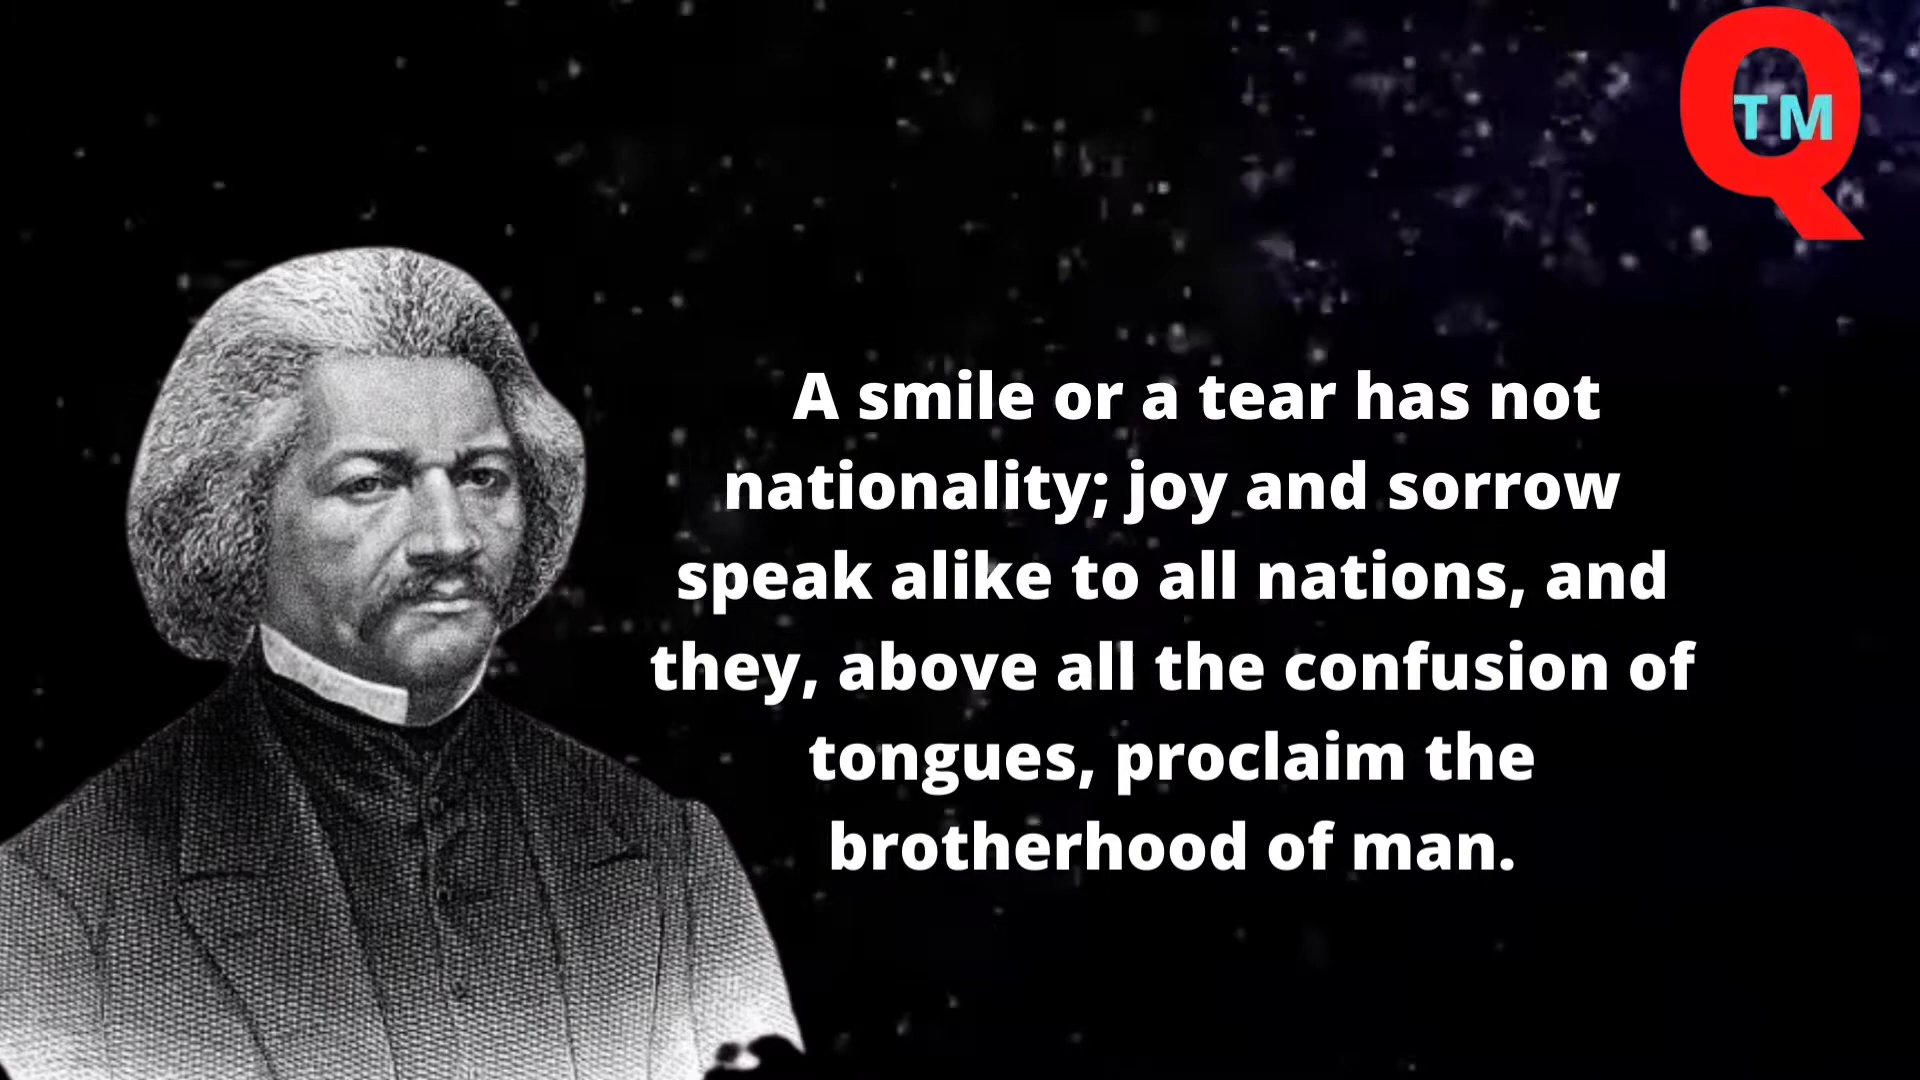 Q
TM
A smile or a tear has not
nationality; joy and sorrow
speak alike to all nations, and
they, above all the confusion of
tongues, proclaim the
brotherhood of man.